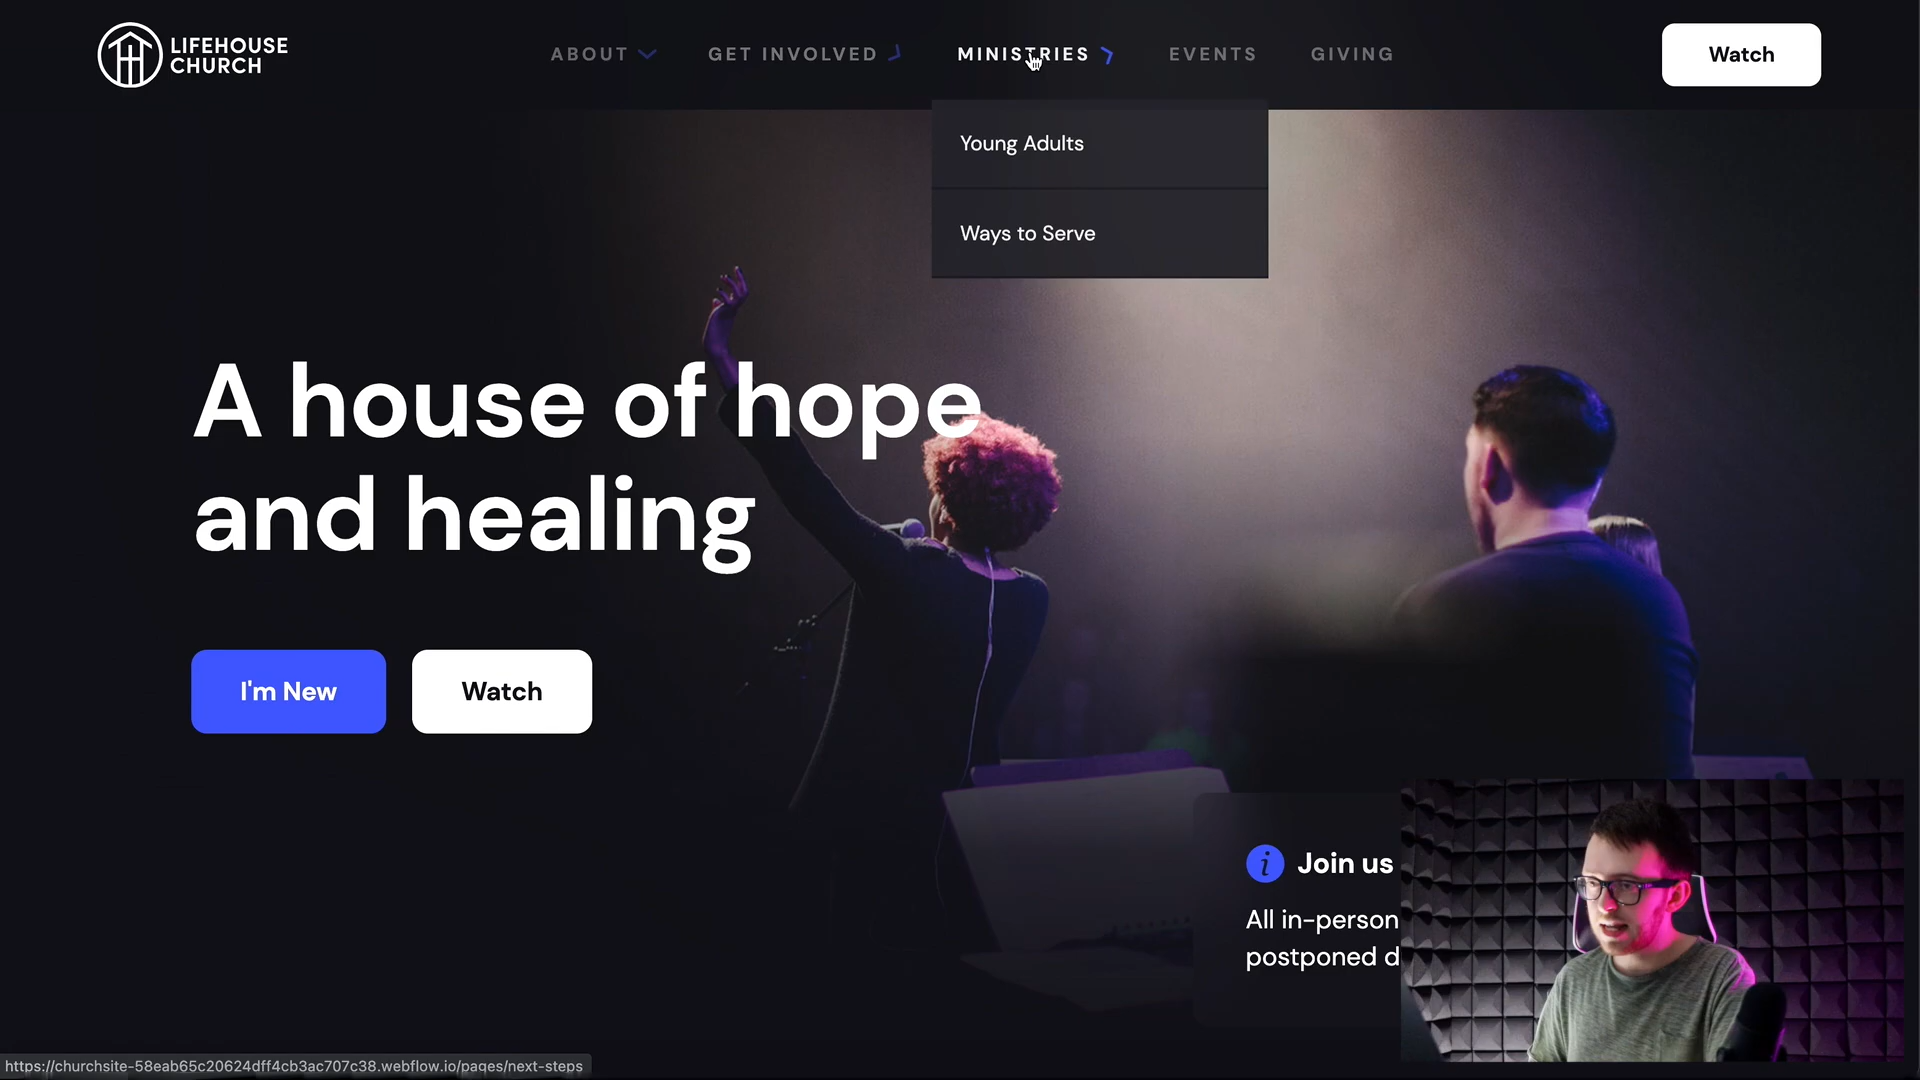 LIFEHOUSE
CHURCH
ABOUT
GET INVOLVED
MINISTRIES
EVENTS
GIVING
Watch
Young Adults
Ways to Serve
A house of hope
and healing
I'm New
Watch
i Join us
All in-person
postponed d
https://churchsite-58eab65c20624dff4cb3ac707c38.webflow.io/pages/next-steps